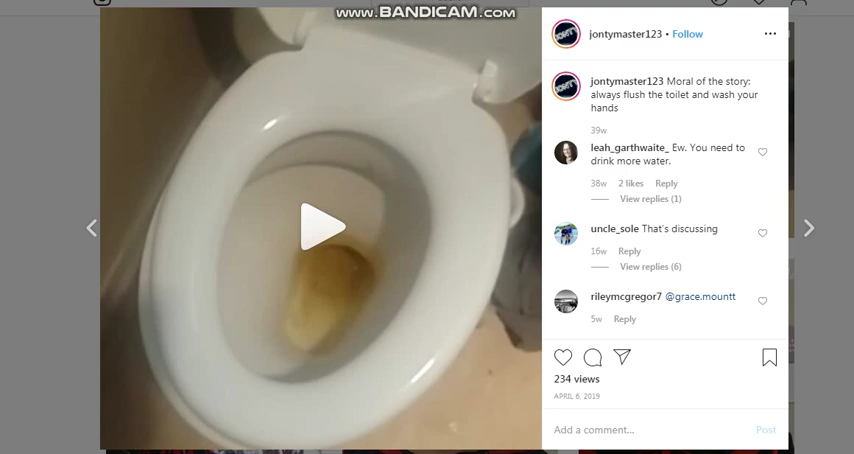 www.BANDICAM.com
jontymaster123 • Follow
jontymaster123 Moral of the story:
always flush the toilet and wash your
hands
39w
leah_garthwaite_ Ew. You need to
drink more water.
38w 2 likes Reply
View replies (1)
uncle_sole That's discussing
16w Reply
View replies (6)
rileymcgregor7 @grace.mountt
5w Reply
234 views
APRIL 6, 2019
Add a comment... Post